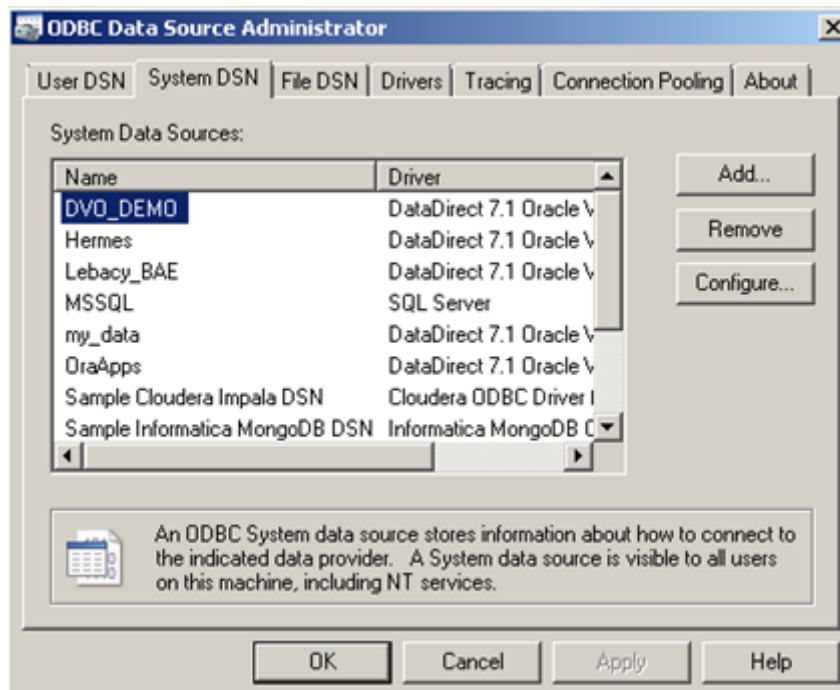 ODBC Data Source Administrator
User DSN System DSN File DSN Drivers Tracing Connection Pooling About
System Data Sources:
Name Driver
DVO_DEMO DataDirect 7.1 Oracle
Hermes DataDirect 7.1 Oracle
Lebacy_BAE DataDirect 7.1 Oracle
MSSQL SQL Server
my_data DataDirect 7.1 Oracle
OraApps DataDirect 7.1 Oracle
Sample Cloudera Impala DSN Cloudera ODBC Driver
Sample Informatica MongoDB DSN Informatica MongoDB
Add...
Remove
Configure...
An ODBC System data source stores information about how to connect to
the indicated data provider. A System data source is visible to all users
on this machine, including NT services.
OK Cancel Apply Help